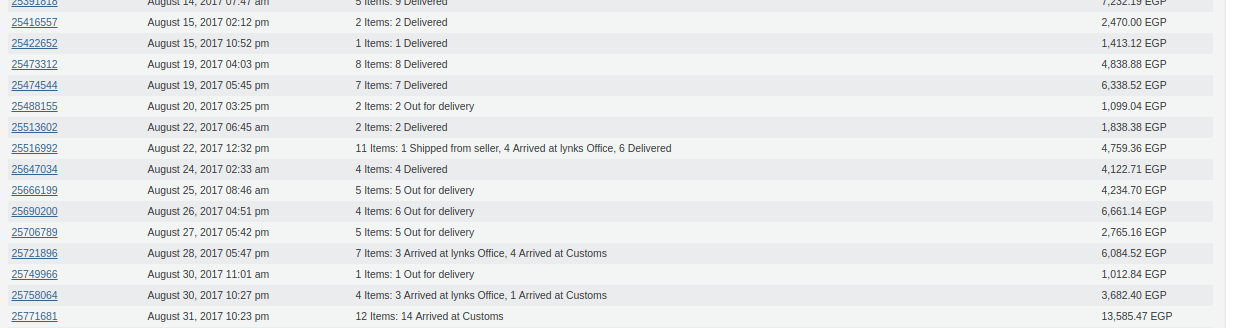 25391818 August 14, 2017 07:47 am 5 Items: 9 Delivered 7,232.19 EGP
25416557 August 15, 2017 02:12 pm 2 Items: 2 Delivered 2,470.00 EGP
25422652 August 15, 2017 10:52 pm 1 Items: 1 Delivered 1,413.12 EGP
25473312 August 19, 2017 04:03 pm 8 Items: 8 Delivered 4,838.88 EGP
25474544 August 19, 2017 05:45 pm 7 Items: 7 Delivered 6,338.52 EGP
25488155 August 20, 2017 03:25 pm 2 Items: 2 Out for delivery 1,099.04 EGP
25513602 August 22, 2017 06:45 am 2 Items: 2 Delivered 1,838.38 EGP
25516992 August 22, 2017 12:32 pm 11 Items: 1 Shipped from seller, 4 Arrived at lynks Office, 6 Delivered 4,759.36 EGP
25647034 August 24, 2017 02:33 am 4 Items: 4 Delivered 4,122.71 EGP
25666199 August 25, 2017 08:46 am 5 Items: 5 Out for delivery 4,234.70 EGP
25690200 August 26, 2017 04:51 pm 4 Items: 6 Out for delivery 6,661.14 EGP
25706789 August 27, 2017 05:42 pm 5 Items: 5 Out for delivery 2,765.16 EGP
25721896 August 28, 2017 05:47 pm 7 Items: 3 Arrived at lynks Office, 4 Arrived at Customs 6,084.52 EGP
25749966 August 30, 2017 11:01 am 1 Items: 1 Out for delivery 1,012.84 EGP
25758064 August 30, 2017 10:27 pm 4 Items: 3 Arrived at lynks Office, 1 Arrived at Customs 3,682.40 EGP
25771681 August 31, 2017 10:23 pm 12 Items: 14 Arrived at Customs 13,585.47 EGP